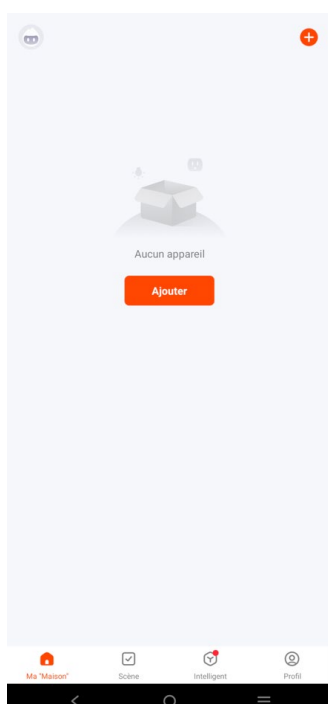 Aucun appareil
Ajouter
Ma "Maison"
Scène
Intelligent
Profil